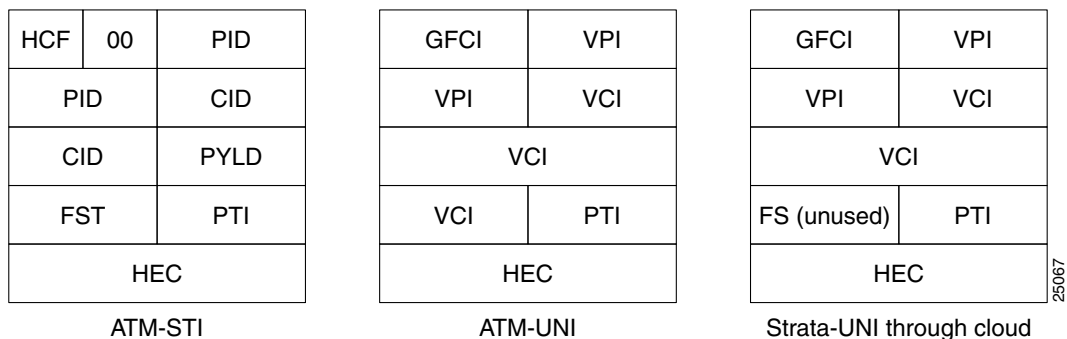 HCF 00 PID
PID CID
CID PYLD
FST PTI
HEC
ATM-STI
GFCI VPI
VPI VCI
VCI
VCI PTI
HEC
ATM-UNI
GFCI VPI
VPI VCI
VCI
FS (unused) PTI
HEC
Strata-UNI through cloud
25067